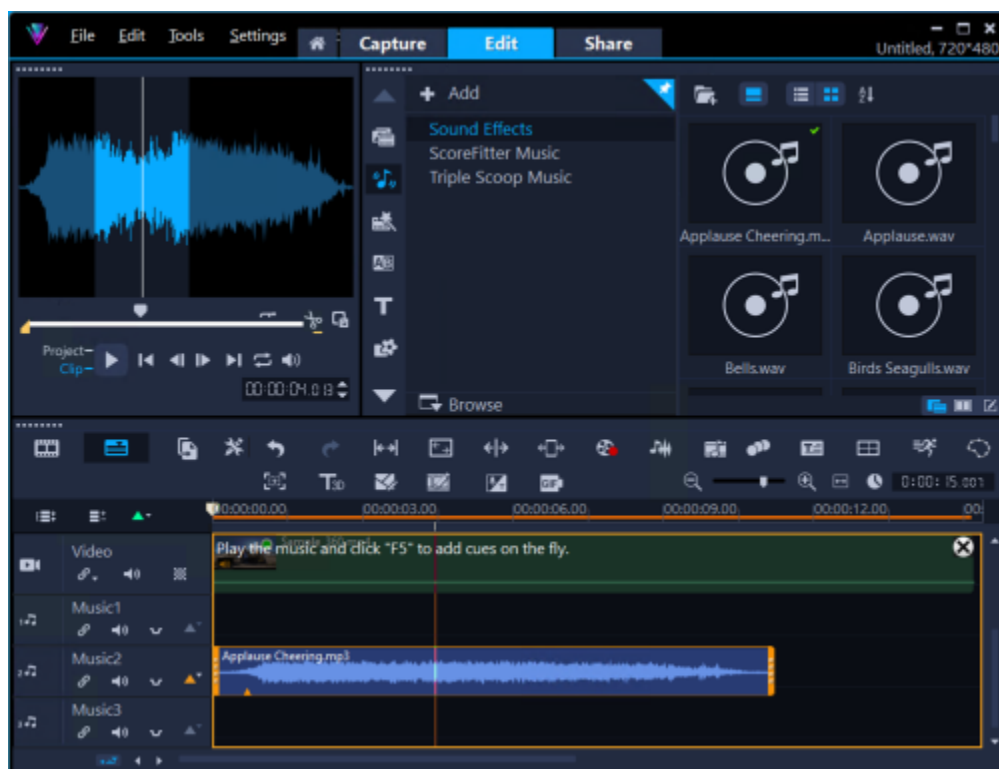 File Edit Tools Settings Capture Edit Share
Untitled, 720*480
Add
Sound Effects
ScoreFitter Music
Triple Scoop Music
Applause Cheering.m... Applause.wav
Bells.wav Birds Seagulls.wav
Browse
Project
Clip
00:00:04.013
0:00:15.001
00:00:00.00 00:00:03.00 00:00:06.00 00:00:09.00 00:00:12.00 00:
Video
Play the music and click "F5" to add cues on the fly.
Music1
Music2
Applause Cheering.mp3
Music3